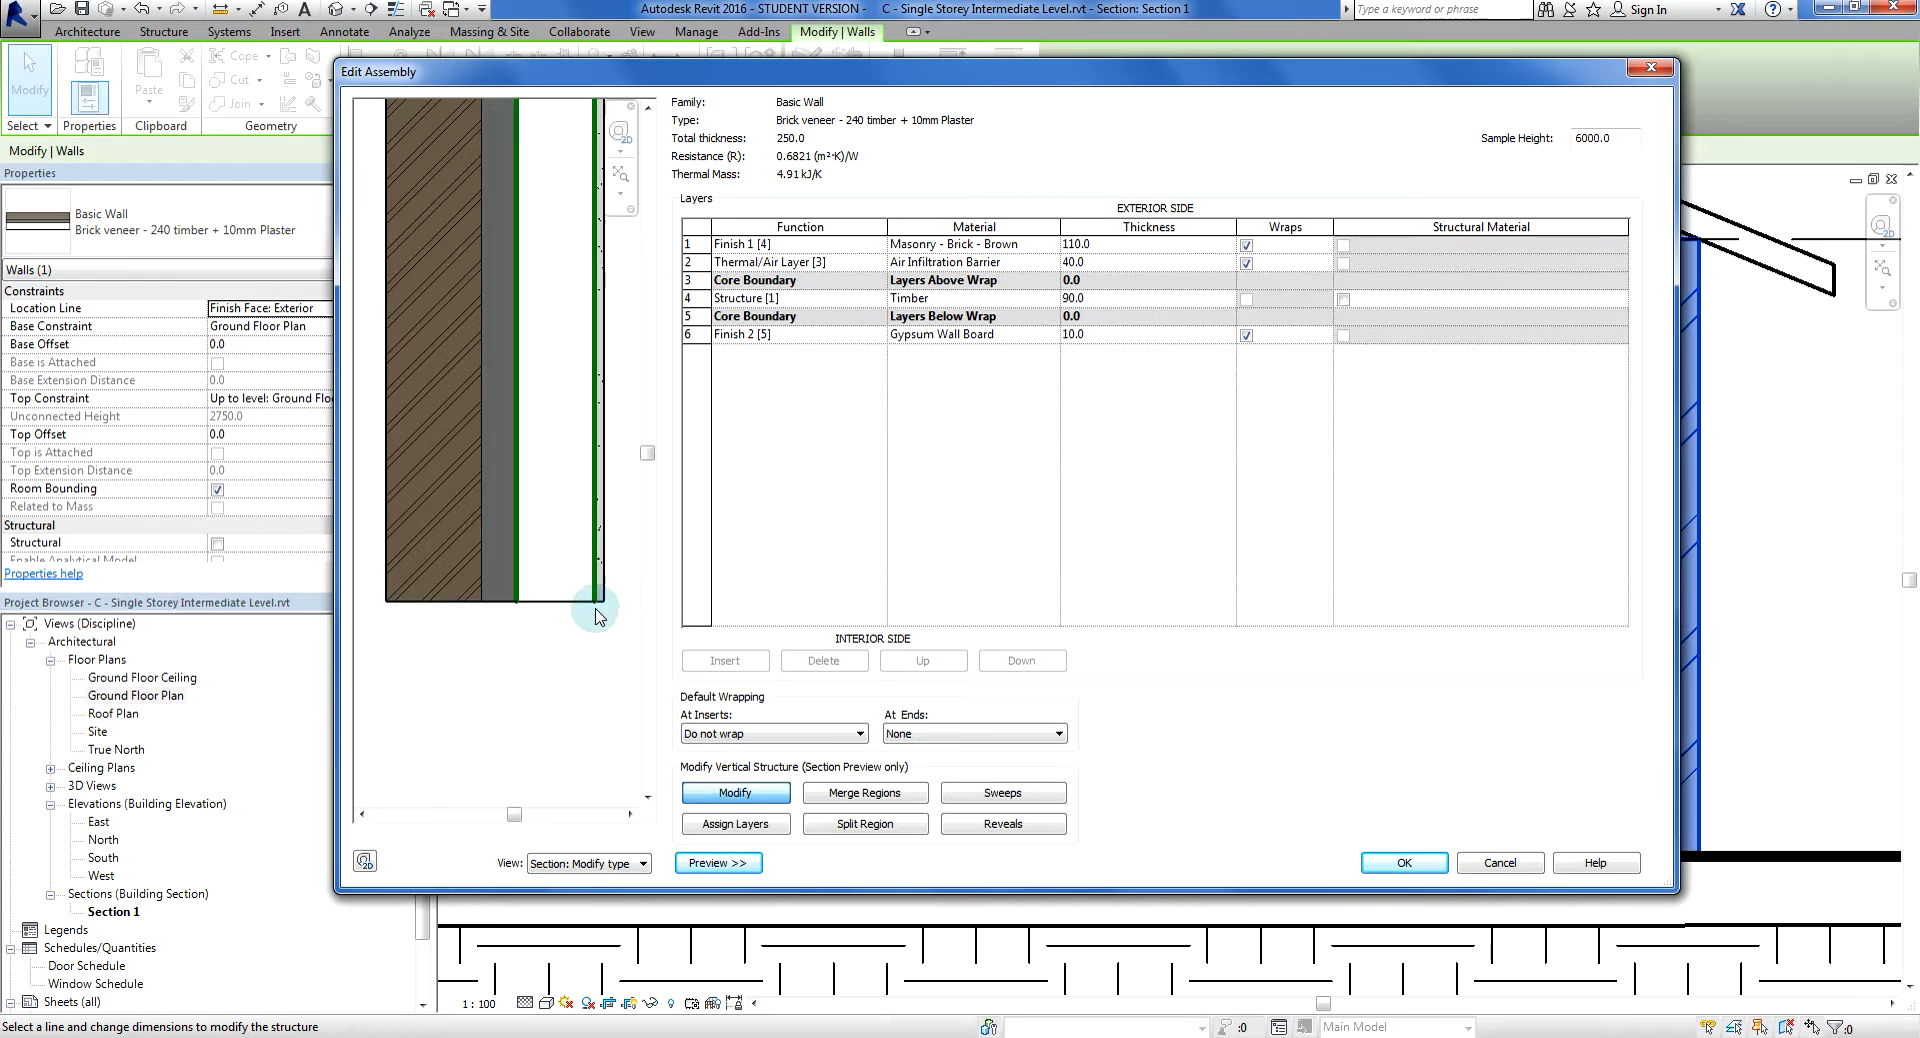 Autodesk Revit 2016 - STUDENT VERSION - C - Single Storey Intermediate Level.rvt - Section: Section 1
Type a keyword or phrase
Sign In
Architecture Structure Systems Insert Annotate Analyze Massing & Site Collaborate View Manage Add-Ins Modify | Walls
Modify
Paste
Cope
Cut
Join
Select Properties Clipboard Geometry
Modify | Walls
Properties
Basic Wall
Brick veneer - 240 timber + 10mm Plaster
Walls (1)
Constraints
Location Line Finish Face: Exterior
Base Constraint Ground Floor Plan
Base Offset 0.0
Base is Attached
Base Extension Distance 0.0
Top Constraint Up to level: Ground Flo
Unconnected Height 2750.0
Top Offset 0.0
Top is Attached
Top Extension Distance 0.0
Room Bounding
Related to Mass
Structural
Structural
Enable Analytical Model
Properties help
Project Browser - C - Single Storey Intermediate Level.rvt
Views (Discipline)
Architectural
Floor Plans
Ground Floor Ceiling
Ground Floor Plan
Roof Plan
Site
True North
Ceiling Plans
3D Views
Elevations (Building Elevation)
East
North
South
West
Sections (Building Section)
Section 1
Legends
Schedules/Quantities
Door Schedule
Window Schedule
Sheets (all)
Edit Assembly
2D
Family: Basic Wall
Type: Brick veneer - 240 timber + 10mm Plaster
Total thickness: 250.0
Resistance (R): 0.6821 (m²·K)/W
Thermal Mass: 4.91 kJ/K
Sample Height: 6000.0
Layers
EXTERIOR SIDE
Function Material Thickness Wraps Structural Material
1 Finish 1 [4] Masonry - Brick - Brown 110.0
2 Thermal/Air Layer [3] Air Infiltration Barrier 40.0
3 Core Boundary Layers Above Wrap 0.0
4 Structure [1] Timber 90.0
5 Core Boundary Layers Below Wrap 0.0
6 Finish 2 [5] Gypsum Wall Board 10.0
INTERIOR SIDE
Insert Delete Up Down
Default Wrapping
At Inserts: At Ends:
Do not wrap None
Modify Vertical Structure (Section Preview only)
Modify Merge Regions Sweeps
Assign Layers Split Region Reveals
2D View: Section: Modify type Preview >> OK Cancel Help
2D
1 : 100
Select a line and change dimensions to modify the structure
:0
Main Model
:0